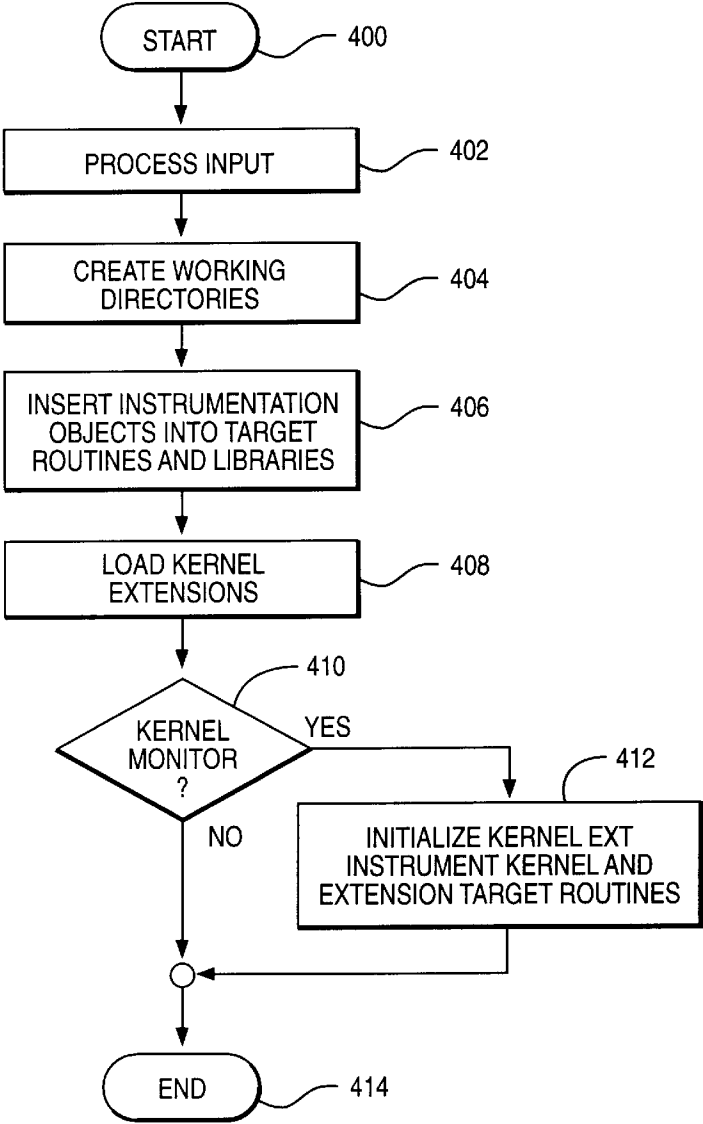 START
400
PROCESS INPUT
402
CREATE WORKING
DIRECTORIES
404
INSERT INSTRUMENTATION
OBJECTS INTO TARGET
ROUTINES AND LIBRARIES
406
LOAD KERNEL
EXTENSIONS
408
410
KERNEL
MONITOR
?
YES
NO
412
INITIALIZE KERNEL EXT
INSTRUMENT KERNEL AND
EXTENSION TARGET ROUTINES
END
414